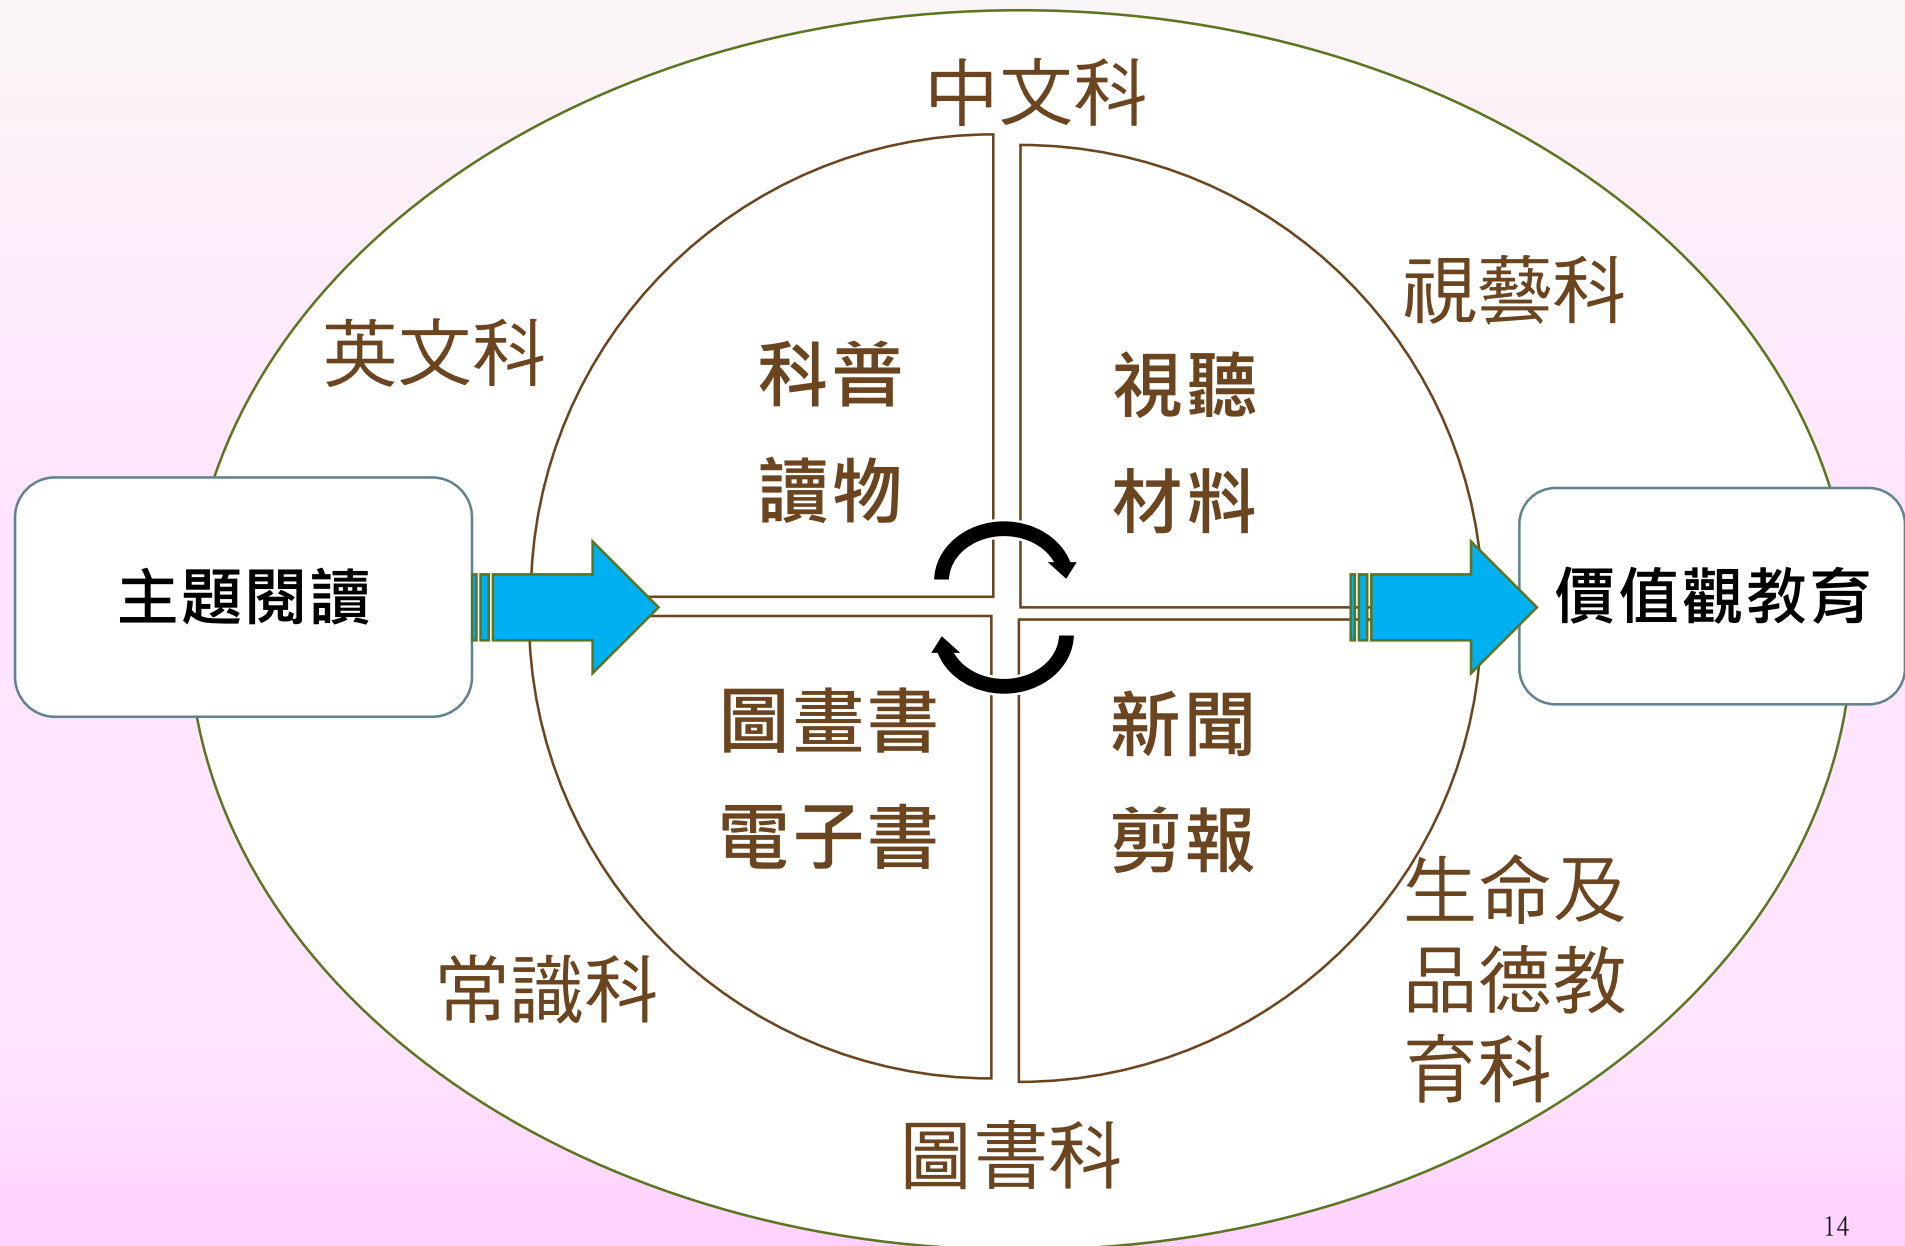 中文科
視藝科
英文科
科普
讀物
視聽
材料
主題閱讀
價值觀教育
圖畫書
電子書
新聞
剪報
生命及
品德教
育科
常識科
圖書科
14